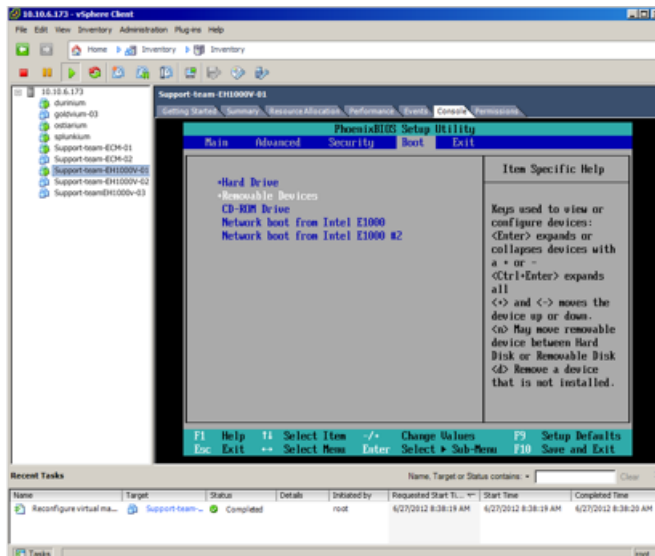 10.10.6.173 - vSphere Client
File Edit View Inventory Administration Plug-ins Help
Home Inventory Inventory
10.10.6.173
durinium
goldvium-03
ostiarium
splunkium
Support-team-ECM-01
Support-team-ECM-02
Support-team-EH1000V-01
Support-team-EH1000V-02
Support-teamEH1000v-03
Support-team-EH1000V-01
Getting Started Summary Resource Allocation Performance Events Console Permissions
PhoenixBIOS Setup Utility
Main Advanced Security Boot Exit
+Hard Drive
+Removable Devices
CD-ROM Drive
Network boot from Intel E1000
Network boot from Intel E1000 #2
Item Specific Help
Keys used to view or
configure devices:
<Enter> expands or
collapses devices with
a + or -
<Ctrl+Enter> expands
all
<+> and <-> moves the
device up or down.
<n> May move removable
device between Hard
Disk or Removable Disk
<d> Remove a device
that is not installed.
F1 Help ↑↓ Select Item -/+ Change Values F9 Setup Defaults
Esc Exit ↔ Select Menu Enter Select ▶ Sub-Menu F10 Save and Exit
Recent Tasks
Name, Target or Status contains: Clear
Name Target Status Details Initiated by Requested Start Ti... Start Time Completed Time
Reconfigure virtual ma... Support-team-... Completed root 6/27/2012 8:38:19 AM 6/27/2012 8:38:19 AM 6/27/2012 8:38:20 AM
Tasks root